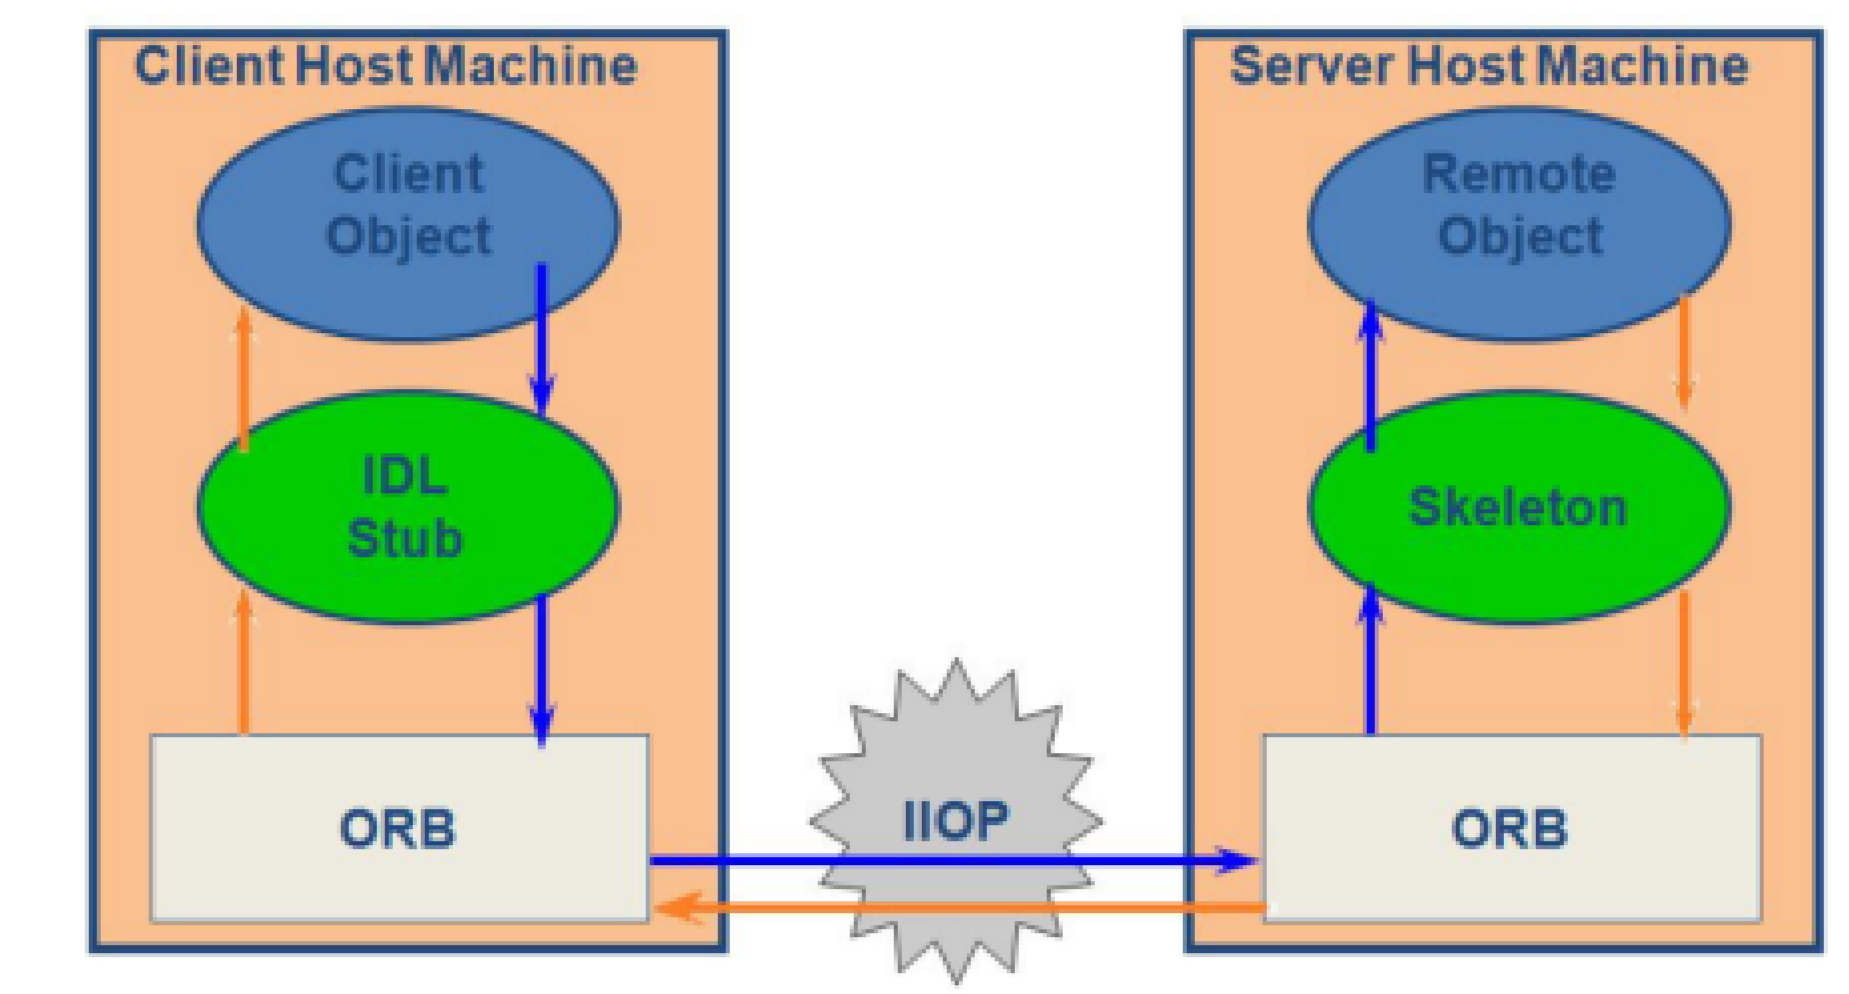 Client Host Machine
Client
Object
IDL
Stub
ORB
IIOP
Server Host Machine
Remote
Object
Skeleton
ORB